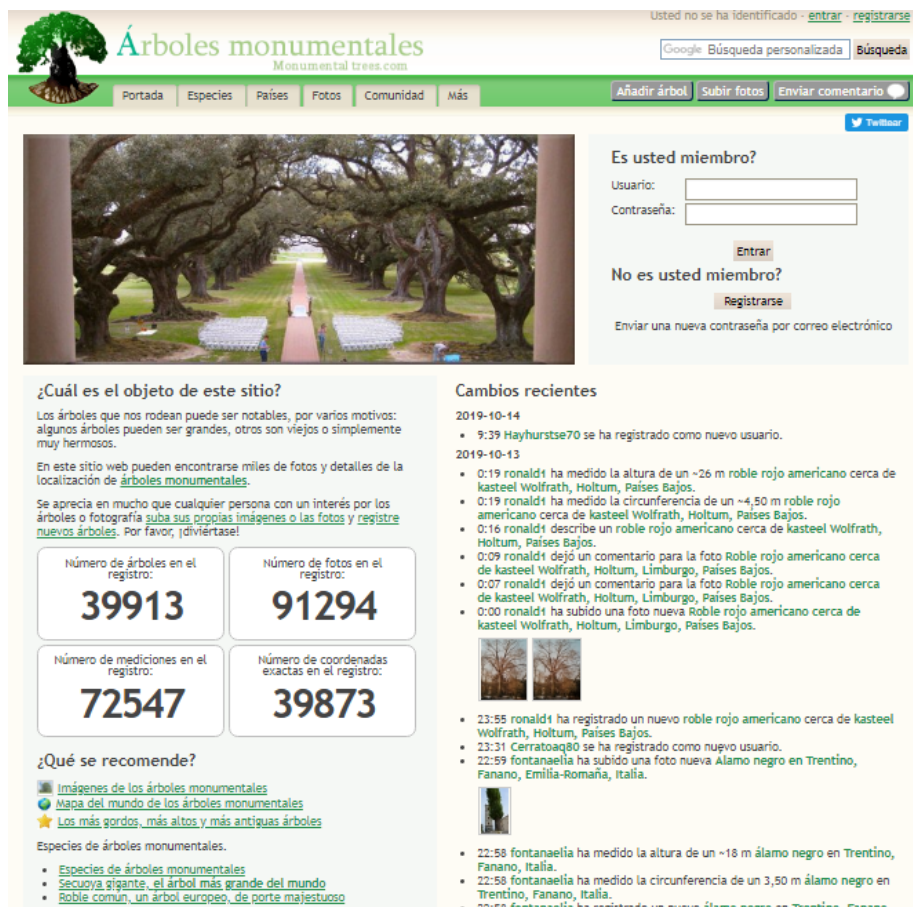 Usted no se ha identificado - entrar - registrarse
Árboles monumentales
Monumental trees.com
Google Búsqueda personalizada Búsqueda
Portada Especies Países Fotos Comunidad Más
Añadir árbol Subir fotos Enviar comentario
Twittear
Es usted miembro?
Usuario:
Contraseña:
Entrar
No es usted miembro?
Registrarse
Enviar una nueva contraseña por correo electrónico
¿Cuál es el objeto de este sitio?
Los árboles que nos rodean puede ser notables, por varios motivos:
algunos árboles pueden ser grandes, otros son viejos o simplemente
muy hermosos.
En este sitio web pueden encontrarse miles de fotos y detalles de la
localización de árboles monumentales.
Se aprecia en mucho que cualquier persona con un interés por los
árboles o fotografía suba sus propias imágenes o las fotos y registre
nuevos árboles. Por favor, ¡diviértase!
Número de árboles en el
registro:
39913
Número de fotos en el
registro:
91294
Número de mediciones en el
registro:
72547
Número de coordenadas
exactas en el registro:
39873
¿Qué se recomende?
Imágenes de los árboles monumentales
Mapa del mundo de los árboles monumentales
Los más gordos, más altos y más antiguas árboles
Especies de árboles monumentales.
Especies de árboles monumentales
Secuoya gigante, el árbol más grande del mundo
Roble común, un árbol europeo, de porte majestuoso
Cambios recientes
2019-10-14
9:39 Hayhurstse70 se ha registrado como nuevo usuario.
2019-10-13
0:19 ronald1 ha medido la altura de un ~26 m roble rojo americano cerca de
kasteel Wolfrath, Holtum, Países Bajos.
0:19 ronald1 ha medido la circunferencia de un ~4,50 m roble rojo
americano cerca de kasteel Wolfrath, Holtum, Países Bajos.
0:16 ronald1 describe un roble rojo americano cerca de kasteel Wolfrath,
Holtum, Países Bajos.
0:09 ronald1 dejó un comentario para la foto Roble rojo americano cerca
de kasteel Wolfrath, Holtum, Limburgo, Países Bajos.
0:07 ronald1 dejó un comentario para la foto Roble rojo americano cerca
de kasteel Wolfrath, Holtum, Limburgo, Países Bajos.
0:00 ronald1 ha subido una foto nueva Roble rojo americano cerca de
kasteel Wolfrath, Holtum, Limburgo, Países Bajos.
23:55 ronald1 ha registrado un nuevo roble rojo americano cerca de kasteel
Wolfrath, Holtum, Países Bajos.
23:31 Cerratoaq80 se ha registrado como nuevo usuario.
22:59 fontanaelia ha subido una foto nueva Alamo negro en Trentino,
Fanano, Emilia-Romaña, Italia.
22:58 fontanaelia ha medido la altura de un ~18 m álamo negro en Trentino,
Fanano, Italia.
22:58 fontanaelia ha medido la circunferencia de un 3,50 m álamo negro en
Trentino, Fanano, Italia.